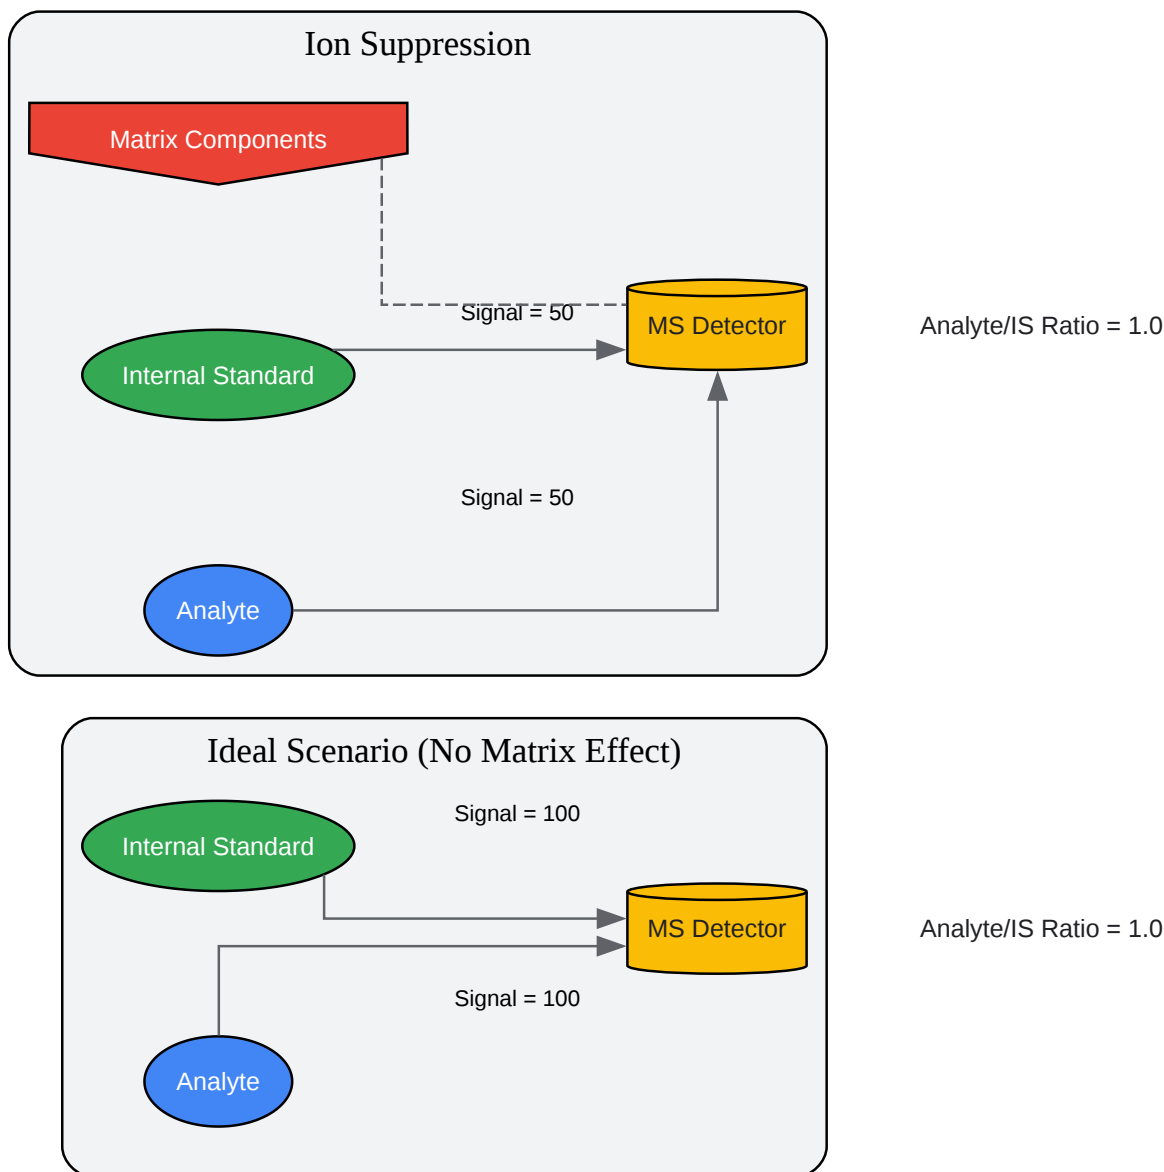 Ion Suppression
Matrix Components
Signal = 50
MS Detector
Analyte/IS Ratio = 1.0
Internal Standard
Signal = 50
Analyte
Ideal Scenario (No Matrix Effect)
Signal = 100
Internal Standard
MS Detector
Analyte/IS Ratio = 1.0
Signal = 100
Analyte